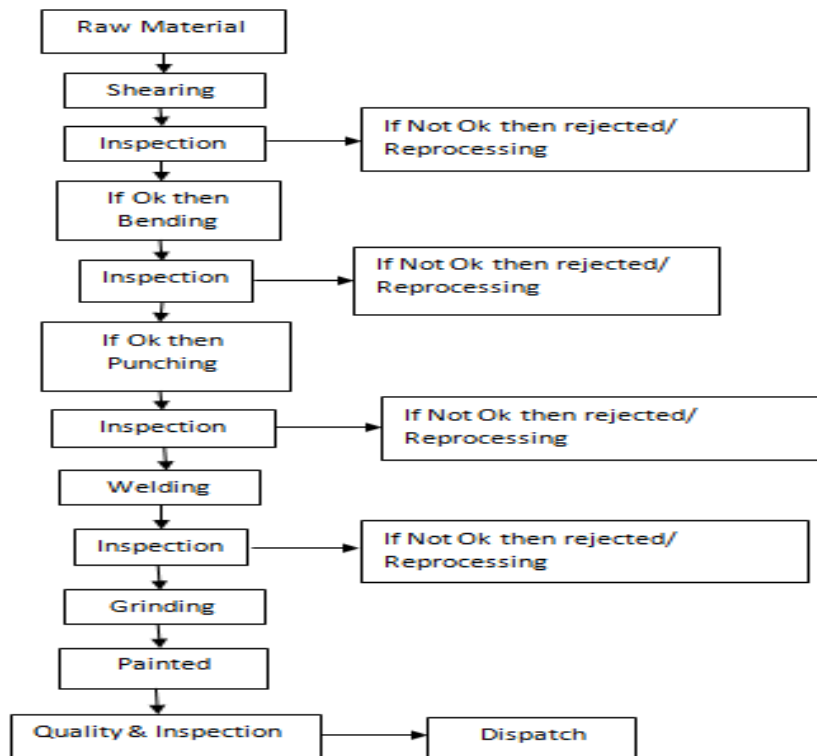 Raw Material
Shearing
Inspection
If Not Ok then rejected/
Reprocessing
If Ok then
Bending
Inspection
If Not Ok then rejected/
Reprocessing
If Ok then
Punching
Inspection
If Not Ok then rejected/
Reprocessing
Welding
Inspection
If Not Ok then rejected/
Reprocessing
Grinding
Painted
Quality & Inspection
Dispatch